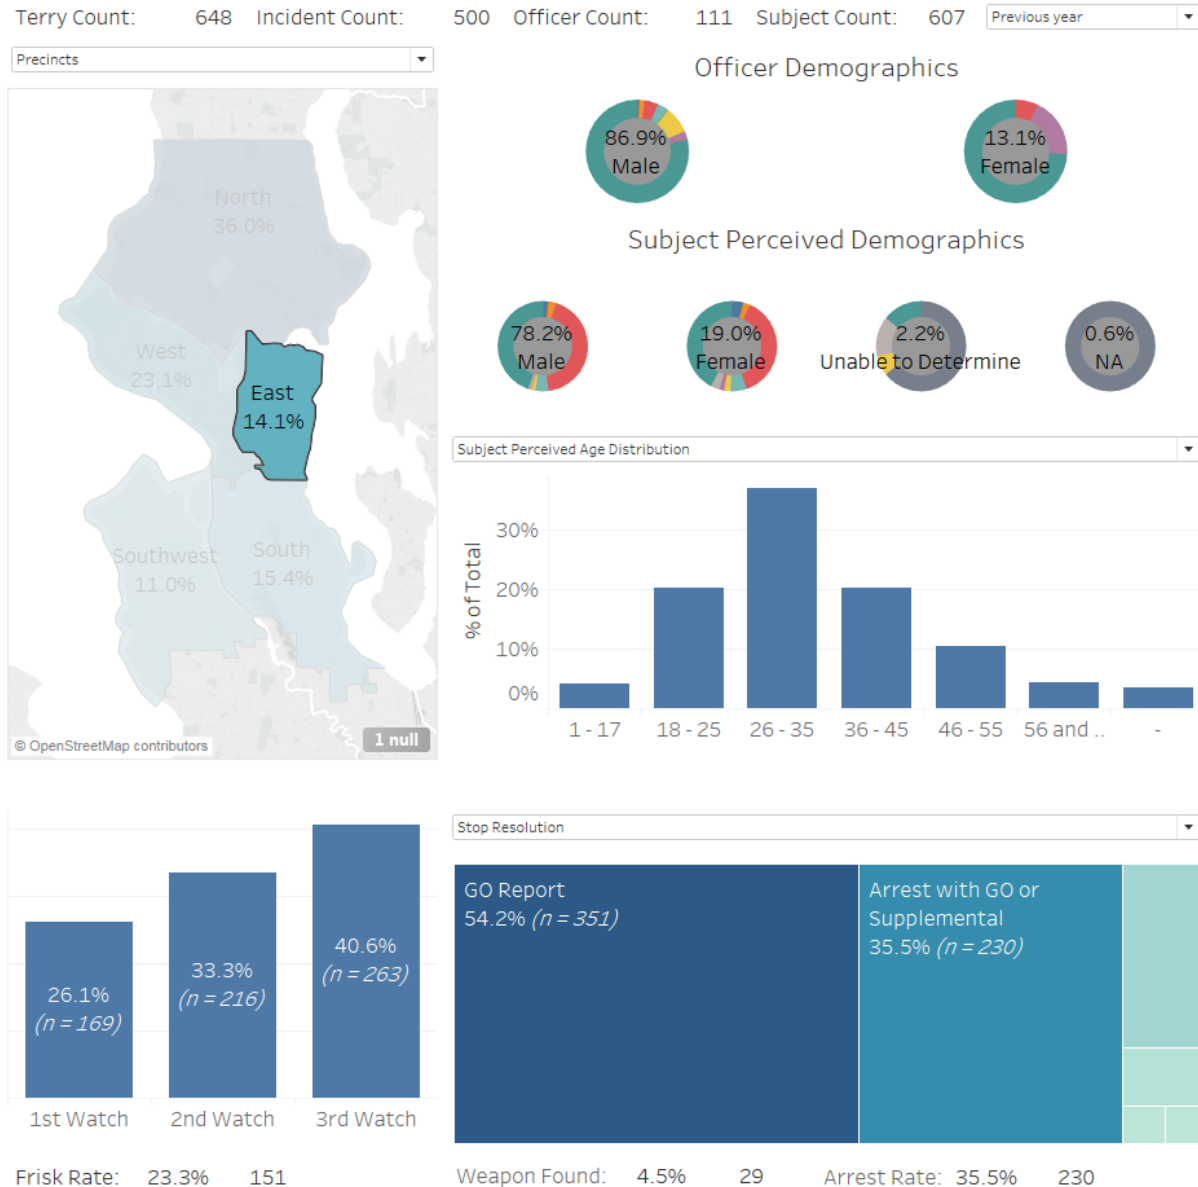 Terry Count: 648 Incident Count: 500 Officer Count: 111 Subject Count: 607 Previous year
Precincts
Officer Demographics
86.9%
Male
13.1%
Female
Subject Perceived Demographics
78.2%
Male
19.0%
Female
2.2%
Unable to Determine
0.6%
NA
North
36.0%
West
23.1%
East
14.1%
Southwest
11.0%
South
15.4%
© OpenStreetMap contributors
1 null
Subject Perceived Age Distribution
% of Total
30%
20%
10%
0%
1 - 17 18 - 25 26 - 35 36 - 45 46 - 55 56 and .. -
26.1%
(n = 169)
33.3%
(n = 216)
40.6%
(n = 263)
1st Watch 2nd Watch 3rd Watch
Stop Resolution
GO Report
54.2% (n = 351)
Arrest with GO or
Supplemental
35.5% (n = 230)
Frisk Rate: 23.3% 151
Weapon Found: 4.5% 29 Arrest Rate: 35.5% 230